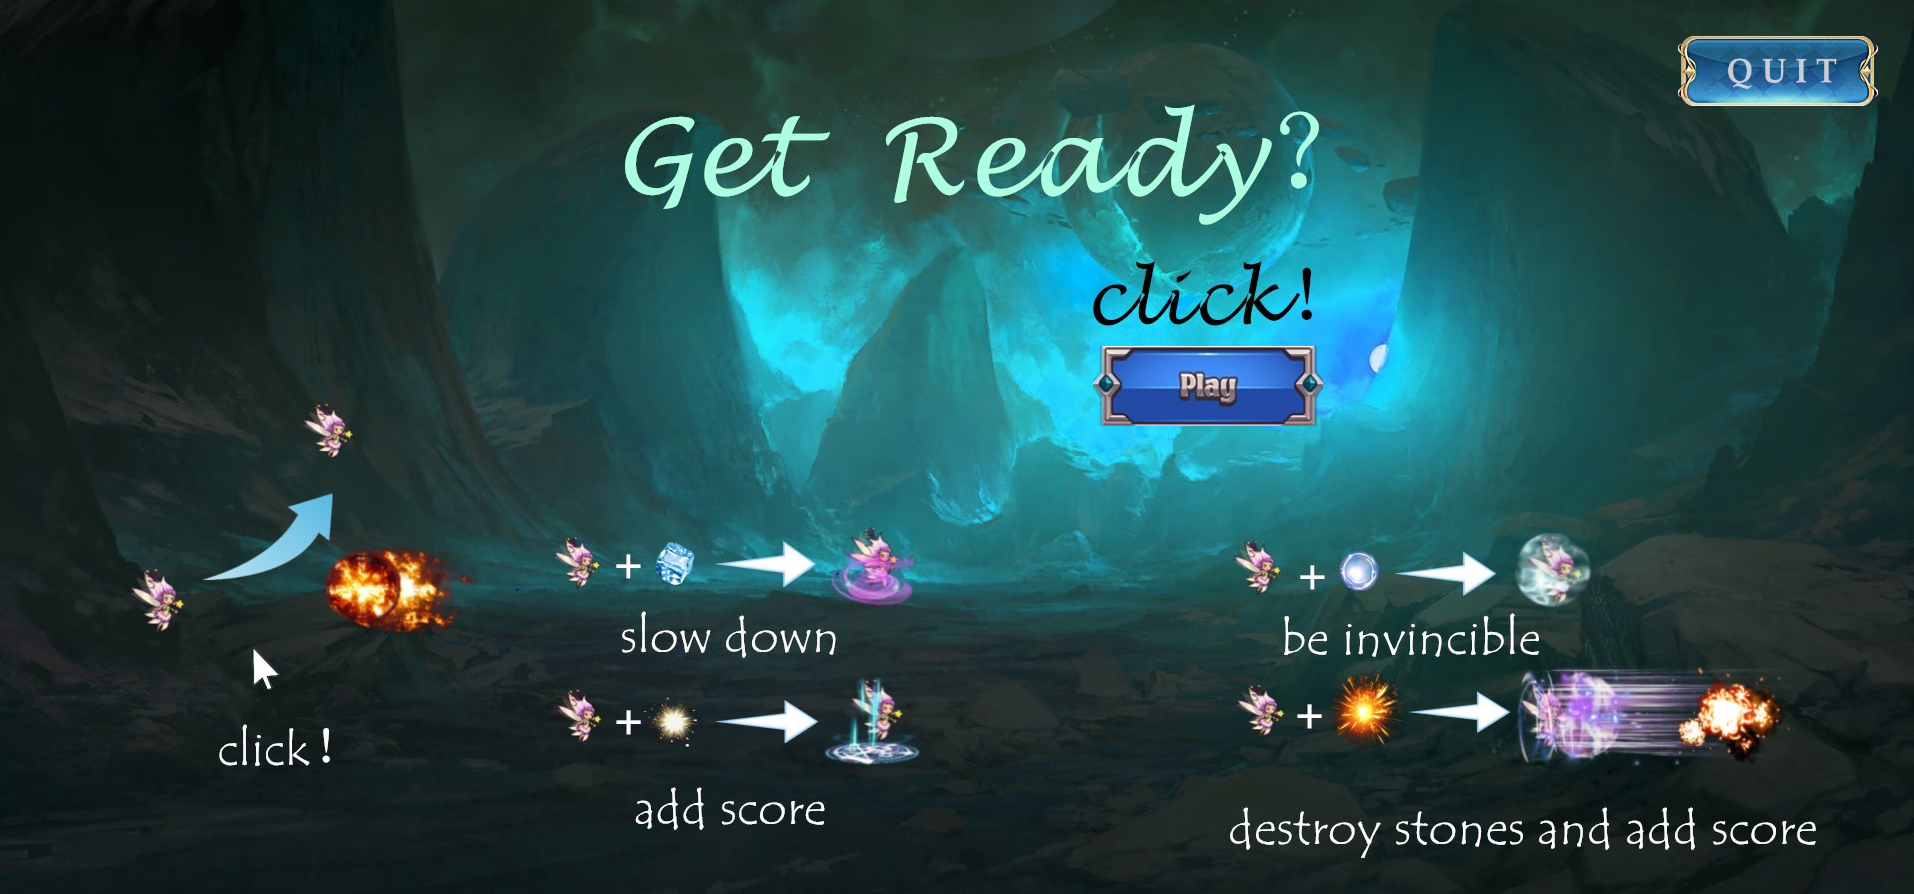 QUIT
Get Ready?
click!
Play
+
+
slow down
be invincible
+
+
click!
add score
destroy stones and add score